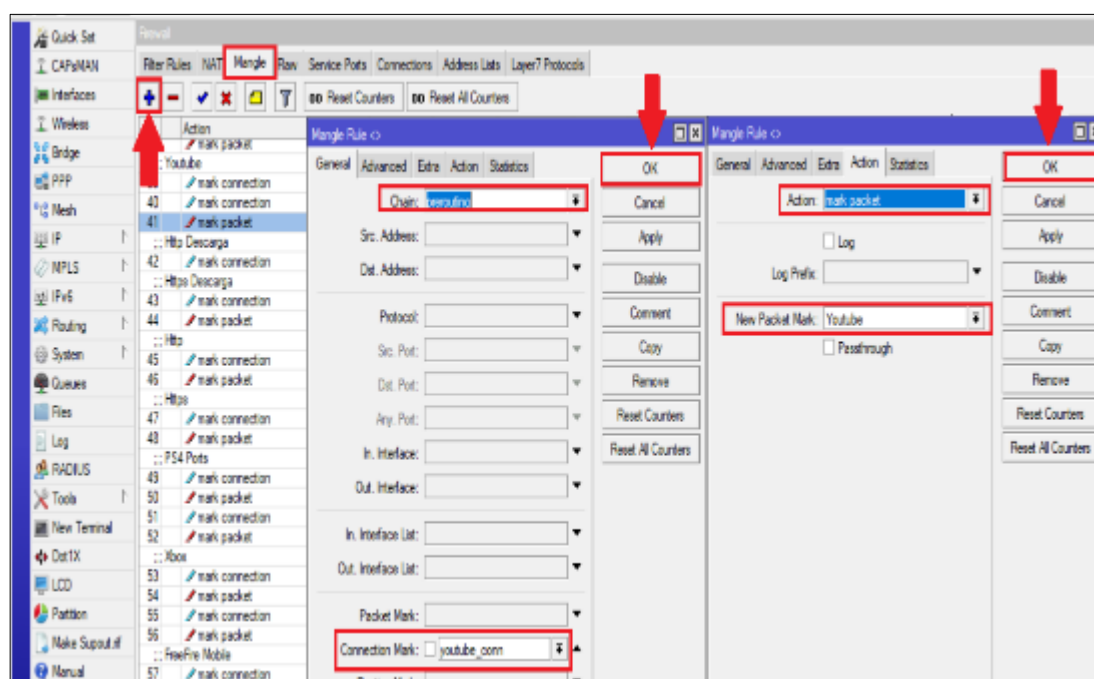 Quick Set
CAPsMAN
Interfaces
Wireless
Bridge
PPP
Mesh
IP
MPLS
IPv6
Routing
System
Queues
Files
Log
RADIUS
Tools
New Terminal
Dot1X
LCD
Partition
Make Supout.rif
Manual
Firewall
Filter Rules NAT Mangle Raw Service Ports Connections Address Lists Layer7 Protocols
00 Reset Counters 00 Reset All Counters
Action
mark packet
Youtube
mark connection
40 mark connection
41 mark packet
::: Http Descarga
42 mark connection
::: Https Descarga
43 mark connection
44 mark packet
::: Http
45 mark connection
46 mark packet
::: Https
47 mark connection
48 mark packet
::: PS4 Ports
49 mark connection
50 mark packet
51 mark connection
52 mark packet
::: Xbox
53 mark connection
54 mark packet
55 mark connection
56 mark packet
::: FreeFire Mobile
57 mark connection
Mangle Rule <>
General Advanced Extra Action Statistics
Chain: prerouting
Src. Address:
Dst. Address:
Protocol:
Src. Port:
Dst. Port:
Any. Port:
In. Interface:
Out. Interface:
In. Interface List:
Out. Interface List:
Packet Mark:
Connection Mark: youtube_conn
OK
Cancel
Apply
Disable
Comment
Copy
Remove
Reset Counters
Reset All Counters
Mangle Rule <>
General Advanced Extra Action Statistics
Action: mark packet
Log
Log Prefix:
New Packet Mark: Youtube
Passthrough
OK
Cancel
Apply
Disable
Comment
Copy
Remove
Reset Counters
Reset All Counters